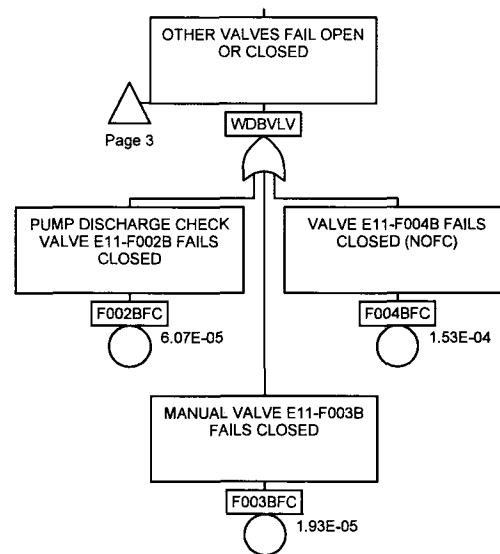 OTHER VALVES FAIL OPEN
OR CLOSED
Page 3
WDBVLV
PUMP DISCHARGE CHECK
VALVE E11-F002B FAILS
CLOSED
VALVE E11-F004B FAILS
CLOSED (NOFC)
F002BFC
6.07E-05
F004BFC
1.53E-04
MANUAL VALVE E11-F003B
FAILS CLOSED
F003BFC
1.93E-05